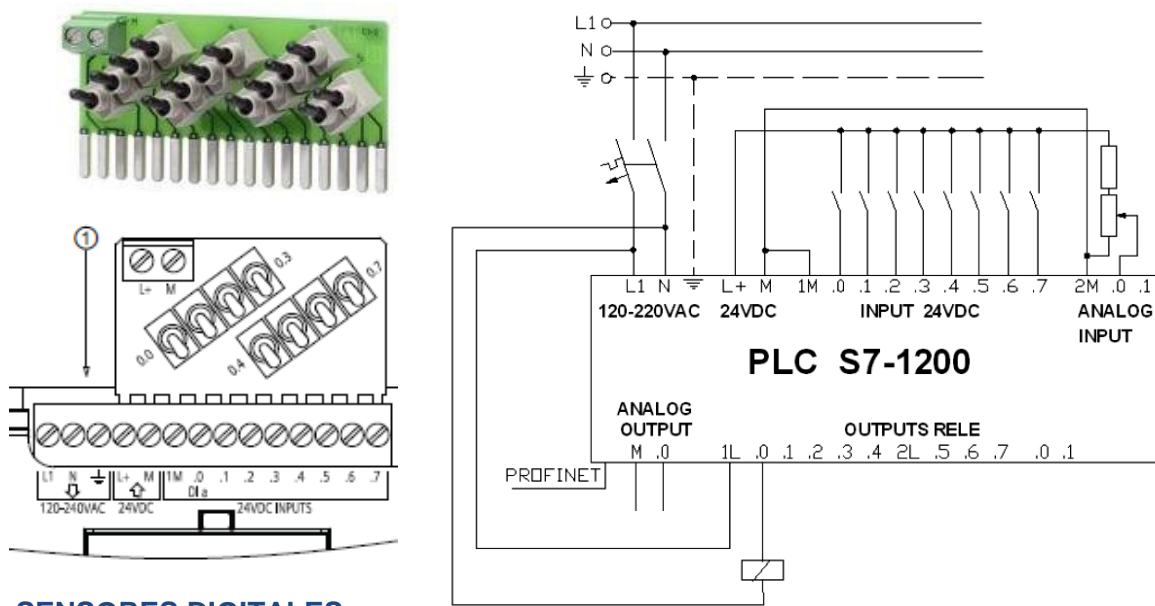 L1
N
L1 N L+ M 1M .0 .1 .2 .3 .4 .5 .6 .7 2M .0 .1
120-220VAC 24VDC INPUT 24VDC ANALOG
INPUT
PLC S7-1200
ANALOG
OUTPUT
OUTPUTS RELE
M .0 1L .0 .1 .2 .3 .4 2L .5 .6 .7 .0 .1
PROFINET
1
L+ M
0.0
0.3
0.4
0.7
L1 N L+ M 1M .0 .1 .2 .3 .4 .5 .6 .7
DI a
120-240VAC 24VDC 24VDC INPUTS
SENSORES DIGITALES